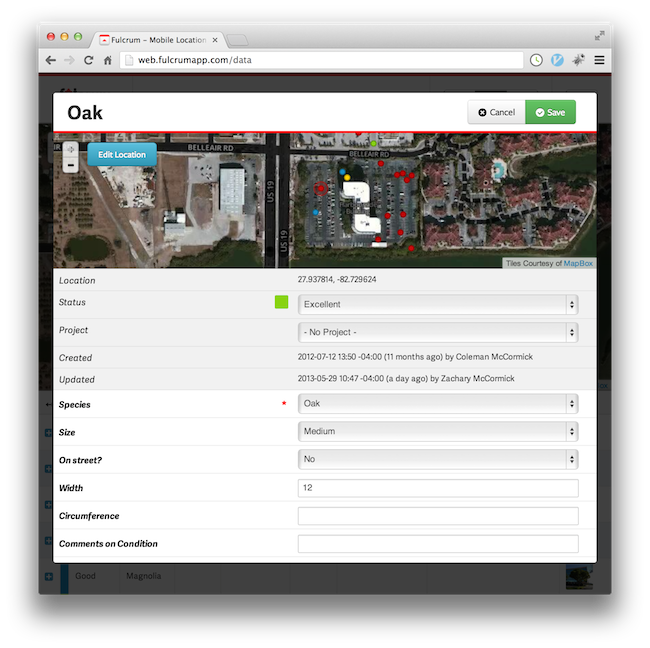 Fulcrum – Mobile Location
web.fulcrumapp.com/data
Oak
Cancel
Save
Edit Location
BELLEAIR RD
BELLEAIR RD
US 19
US 19
Tiles Courtesy of MapBox
Location 27.937814, -82.729624
Status Excellent
Project - No Project -
Created 2012-07-12 13:50 -04:00 (11 months ago) by Coleman McCormick
Updated 2013-05-29 10:47 -04:00 (a day ago) by Zachary McCormick
Species * Oak
Size Medium
On street? No
Width 12
Circumference
Comments on Condition
Good Magnolia